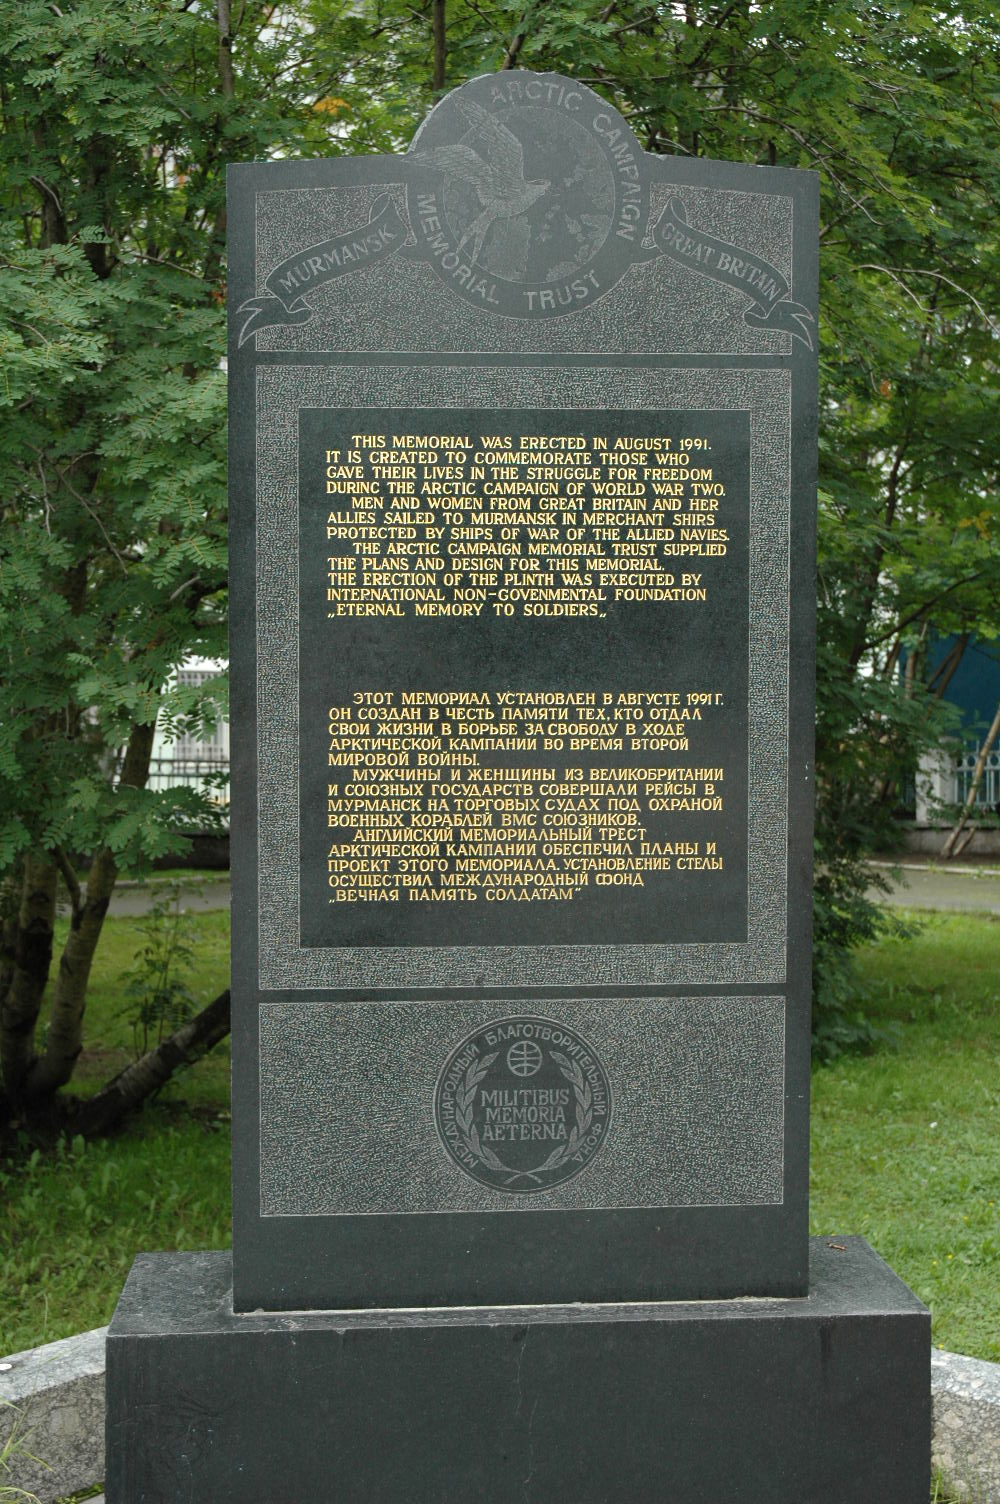 ARCTIC CAMPAIGN
MEMORIAL TRUST
MURMANSK
GREAT BRITAIN
THIS MEMORIAL WAS ERECTED IN AUGUST 1991.
IT IS CREATED TO COMMEMORATE THOSE WHO
GAVE THEIR LIVES IN THE STRUGGLE FOR FREEDOM
DURING THE ARCTIC CAMPAIGN OF WORLD WAR TWO.
MEN AND WOMEN FROM GREAT BRITAIN AND HER
ALLIES SAILED TO MURMANSK IN MERCHANT SHIRS
PROTECTED BY SHIPS OF WAR OF THE ALLIED NAVIES.
THE ARCTIC CAMPAIGN MEMORIAL TRUST SUPPLIED
THE PLANS AND DESIGN FOR THIS MEMORIAL.
THE ERECTION OF THE PLINTH WAS EXECUTED BY
INTERNATIONAL NON-GOVENMENTAL FOUNDATION
„ETERNAL MEMORY TO SOLDIERS„
ЭТОТ МЕМОРИАЛ УСТАНОВЛЕН В АВГУСТЕ 1991 Г.
ОН СОЗДАН В ЧЕСТЬ ПАМЯТИ ТЕХ, КТО ОТДАЛ
СВОИ ЖИЗНИ В БОРЬБЕ ЗА СВОБОДУ В ХОДЕ
АРКТИЧЕСКОЙ КАМПАНИИ ВО ВРЕМЯ ВТОРОЙ
МИРОВОЙ ВОЙНЫ.
МУЖЧИНЫ И ЖЕНЩИНЫ ИЗ ВЕЛИКОБРИТАНИИ
И СОЮЗНЫХ ГОСУДАРСТВ СОВЕРШАЛИ РЕЙСЫ В
МУРМАНСК НА ТОРГОВЫХ СУДАХ ПОД ОХРАНОЙ
ВОЕННЫХ КОРАБЛЕЙ ВМС СОЮЗНИКОВ.
АНГЛИЙСКИЙ МЕМОРИАЛЬНЫЙ ТРЕСТ
АРКТИЧЕСКОЙ КАМПАНИИ ОБЕСПЕЧИЛ ПЛАНЫ И
ПРОЕКТ ЭТОГО МЕМОРИАЛА. УСТАНОВЛЕНИЕ СТЕЛЫ
ОСУЩЕСТВИЛ МЕЖДУНАРОДНЫЙ ФОНД
„ВЕЧНАЯ ПАМЯТЬ СОЛДАТАМ"
МЕЖДУНАРОДНЫЙ БЛАГОТВОРИТЕЛЬНЫЙ ФОНД
MILITIBUS
MEMORIA
AETERNA